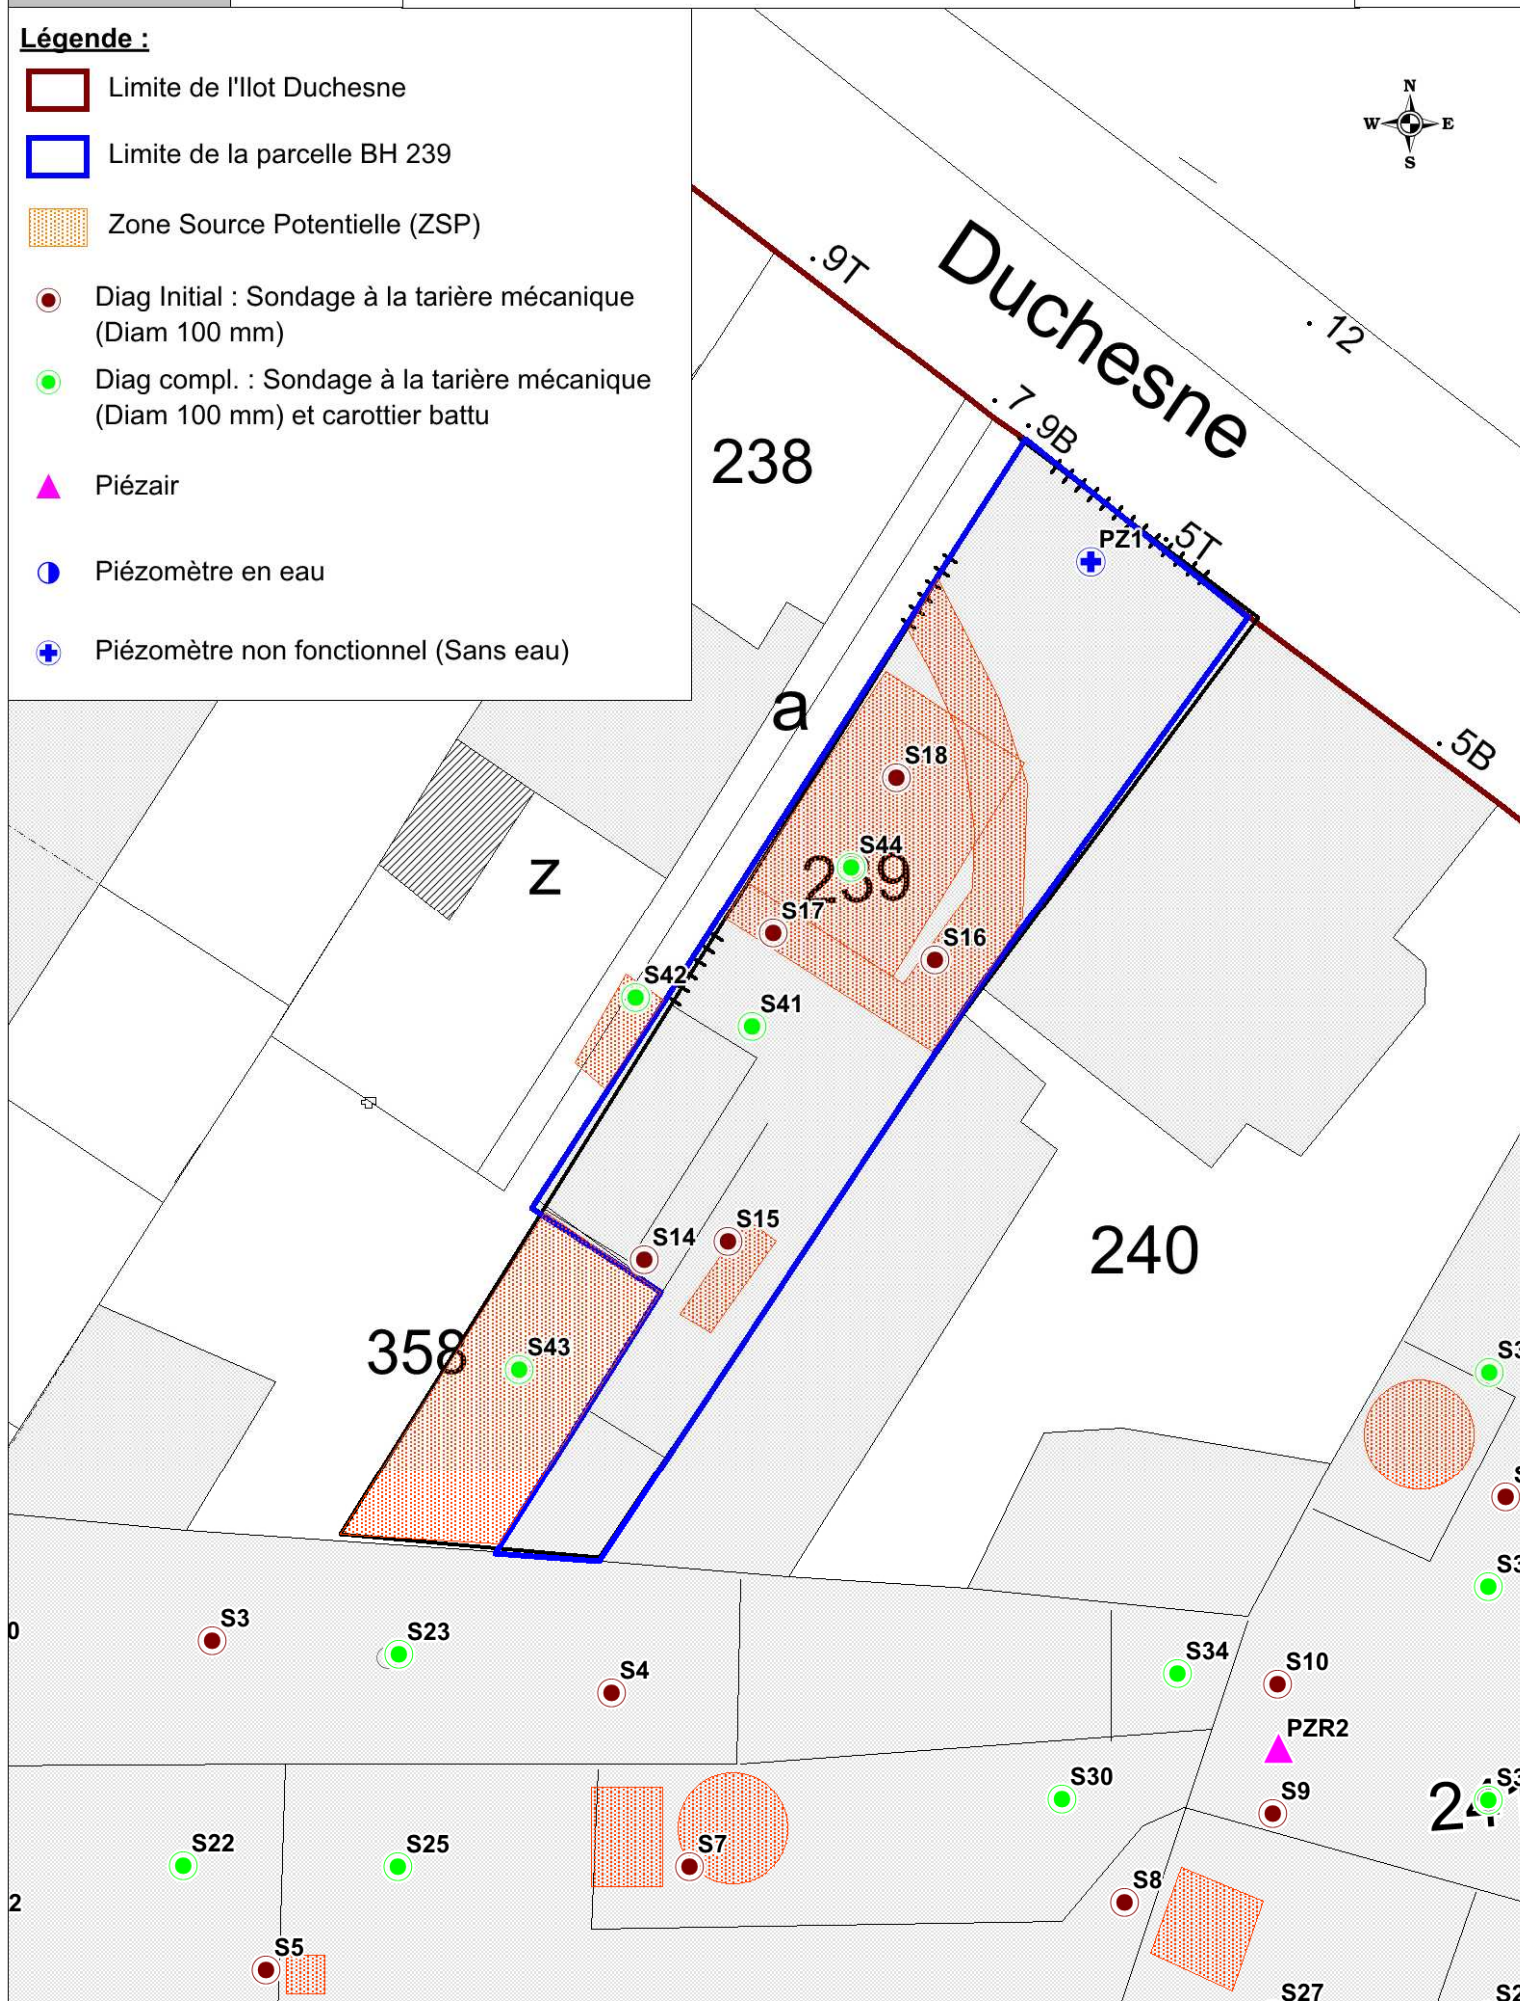 Légende :
Limite de l'Ilot Duchesne
Limite de la parcelle BH 239
Zone Source Potentielle (ZSP)
Diag Initial : Sondage à la tarière mécanique
(Diam 100 mm)
Diag compl. : Sondage à la tarière mécanique
(Diam 100 mm) et carottier battu
Piézair
Piézomètre en eau
Piézomètre non fonctionnel (Sans eau)
N
W E
S
.9T
Duchesne
.12
.7
.9B
238
PZ1
.5T
a
.5B
S18
z
S44
239
S17
S16
S42
S41
S14
S15
240
358
S43
S3
S23
S4
S34
S10
PZR2
S30
S9
S22
S25
S7
S8
S5
S27